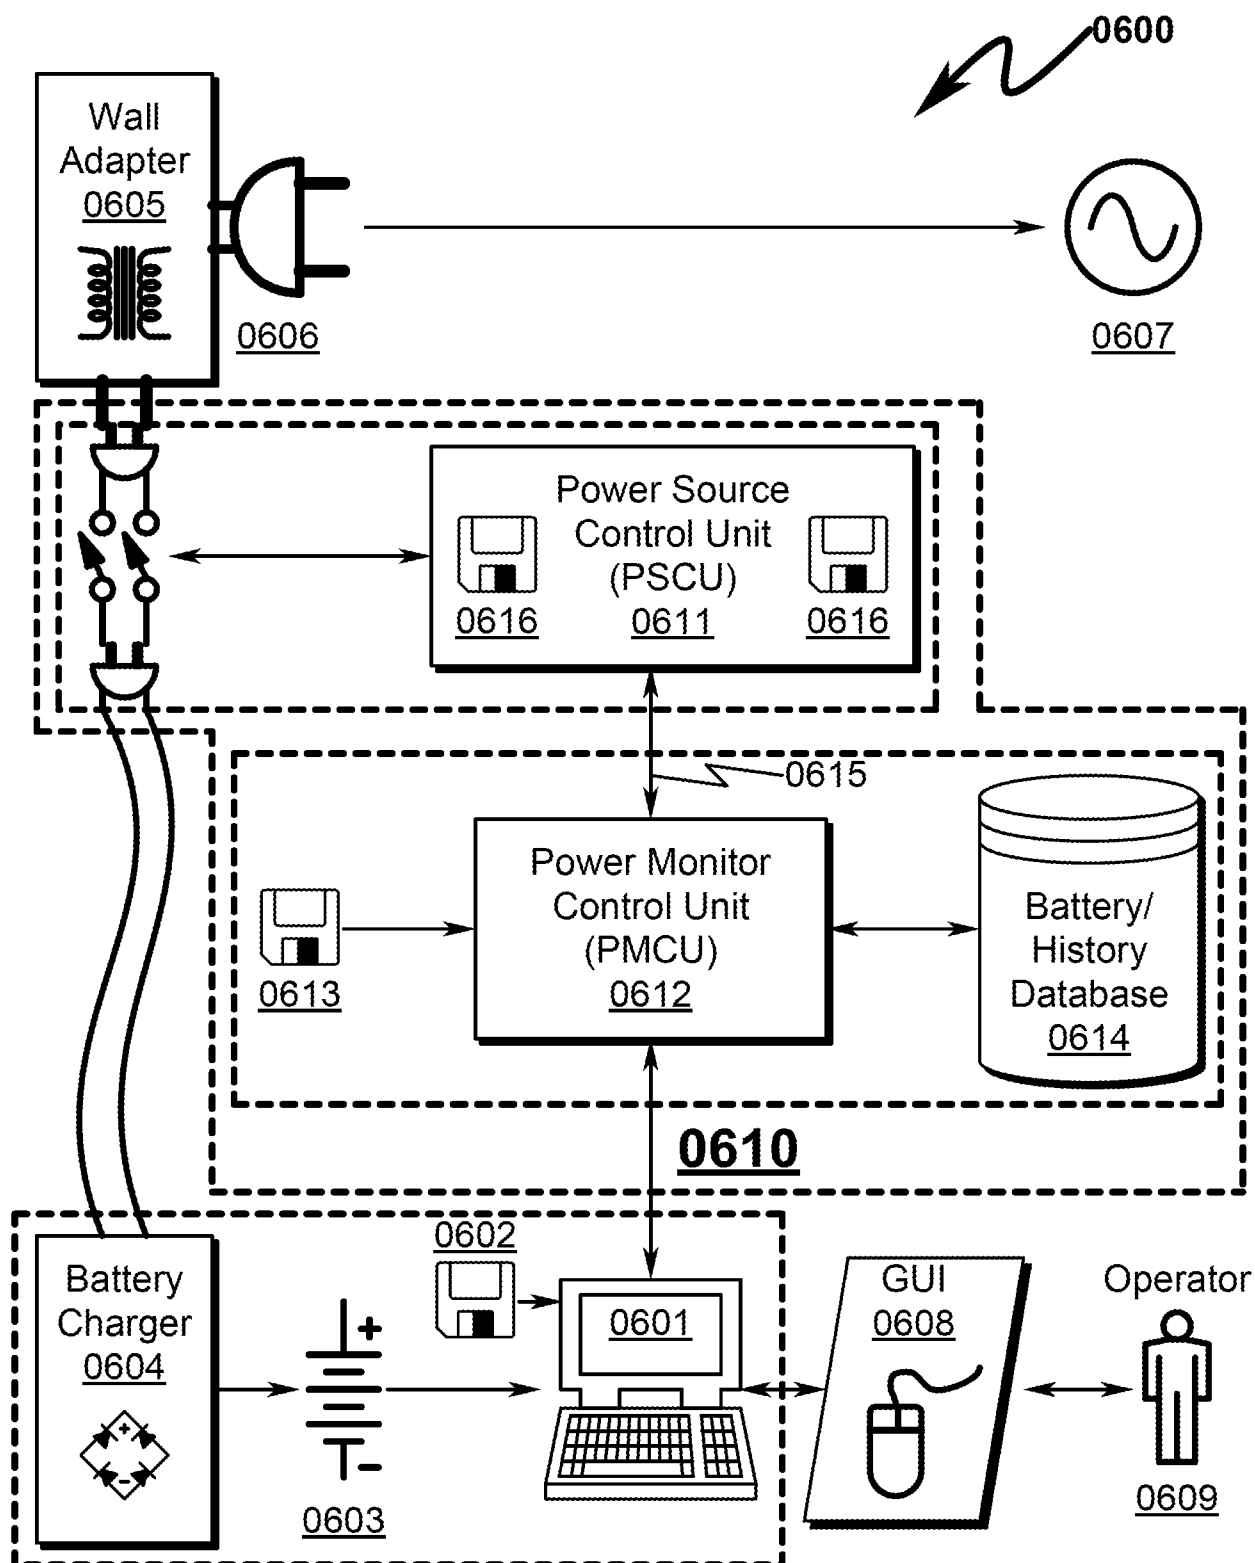 0600
Wall
Adapter
0605
0606
0607
Power Source
Control Unit
(PSCU)
0616
0611
0616
0615
Power Monitor
Control Unit
(PMCU)
0612
0613
Battery/
History
Database
0614
0610
Battery
Charger
0604
+
-
+
-
0603
0602
0601
GUI
0608
Operator
0609